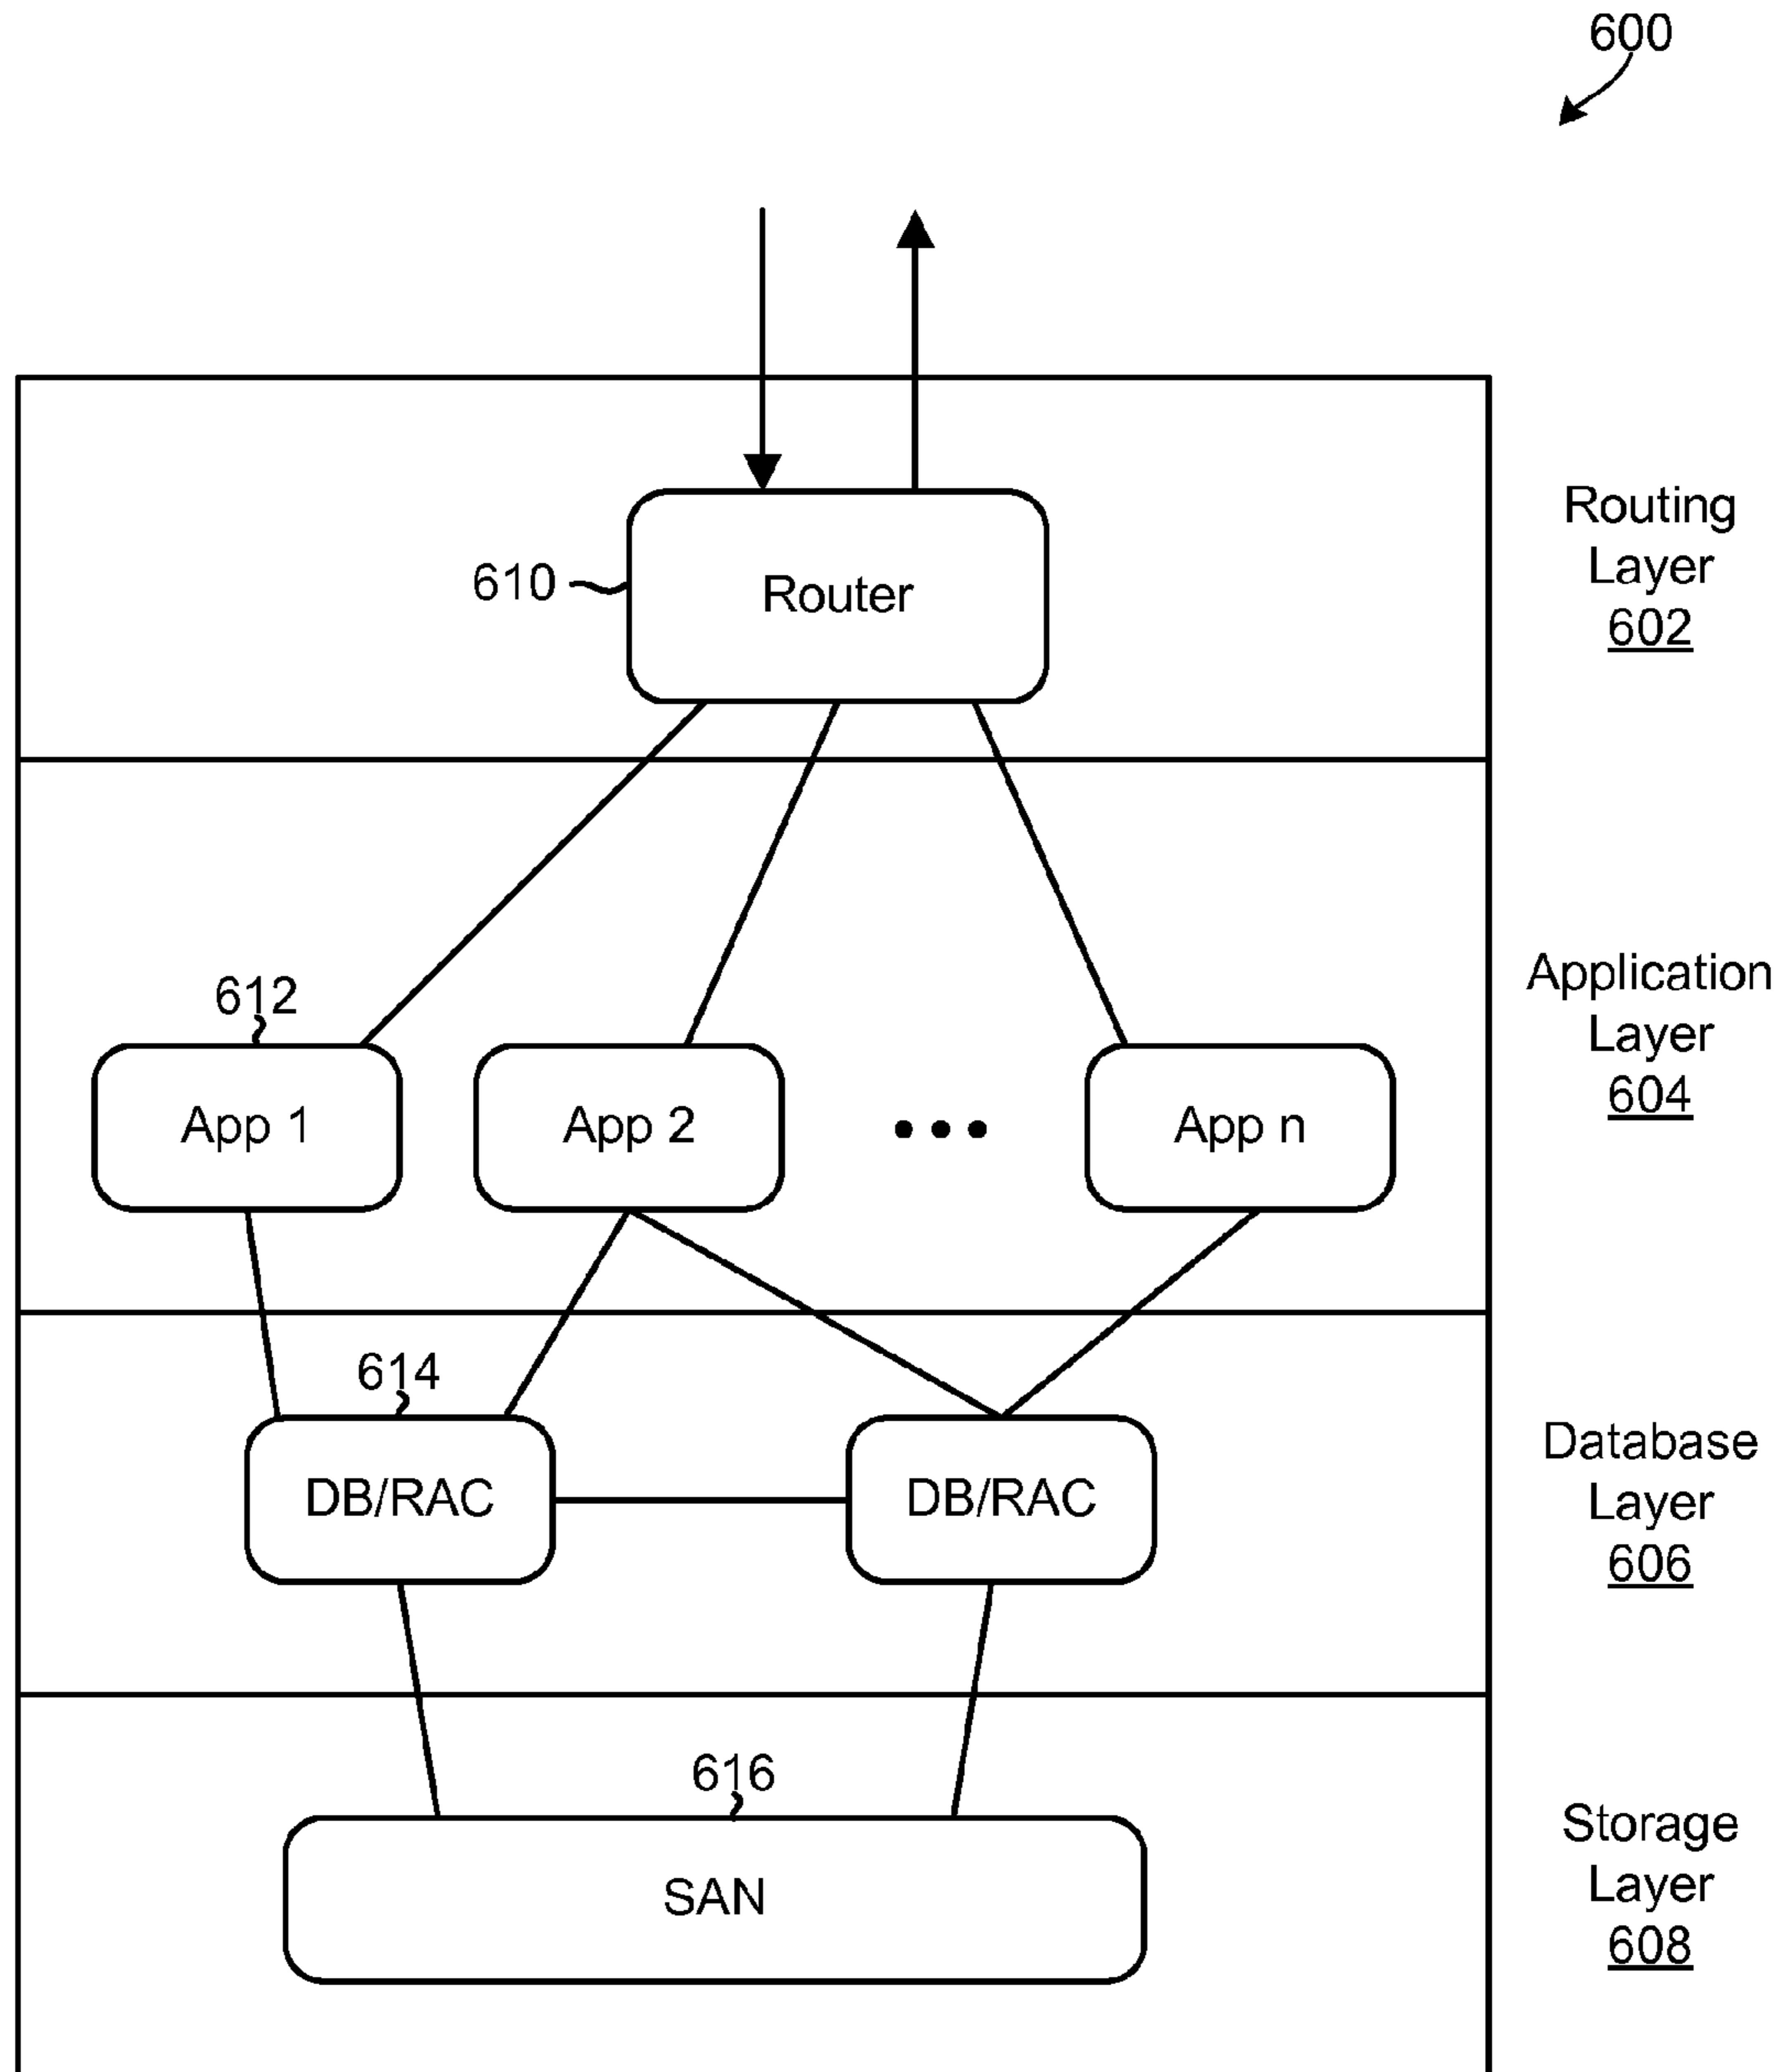 600
Router
610
Routing
Layer
602
612
App 1
App 2
App n
Application
Layer
604
614
DB/RAC
DB/RAC
Database
Layer
606
616
SAN
Storage
Layer
608